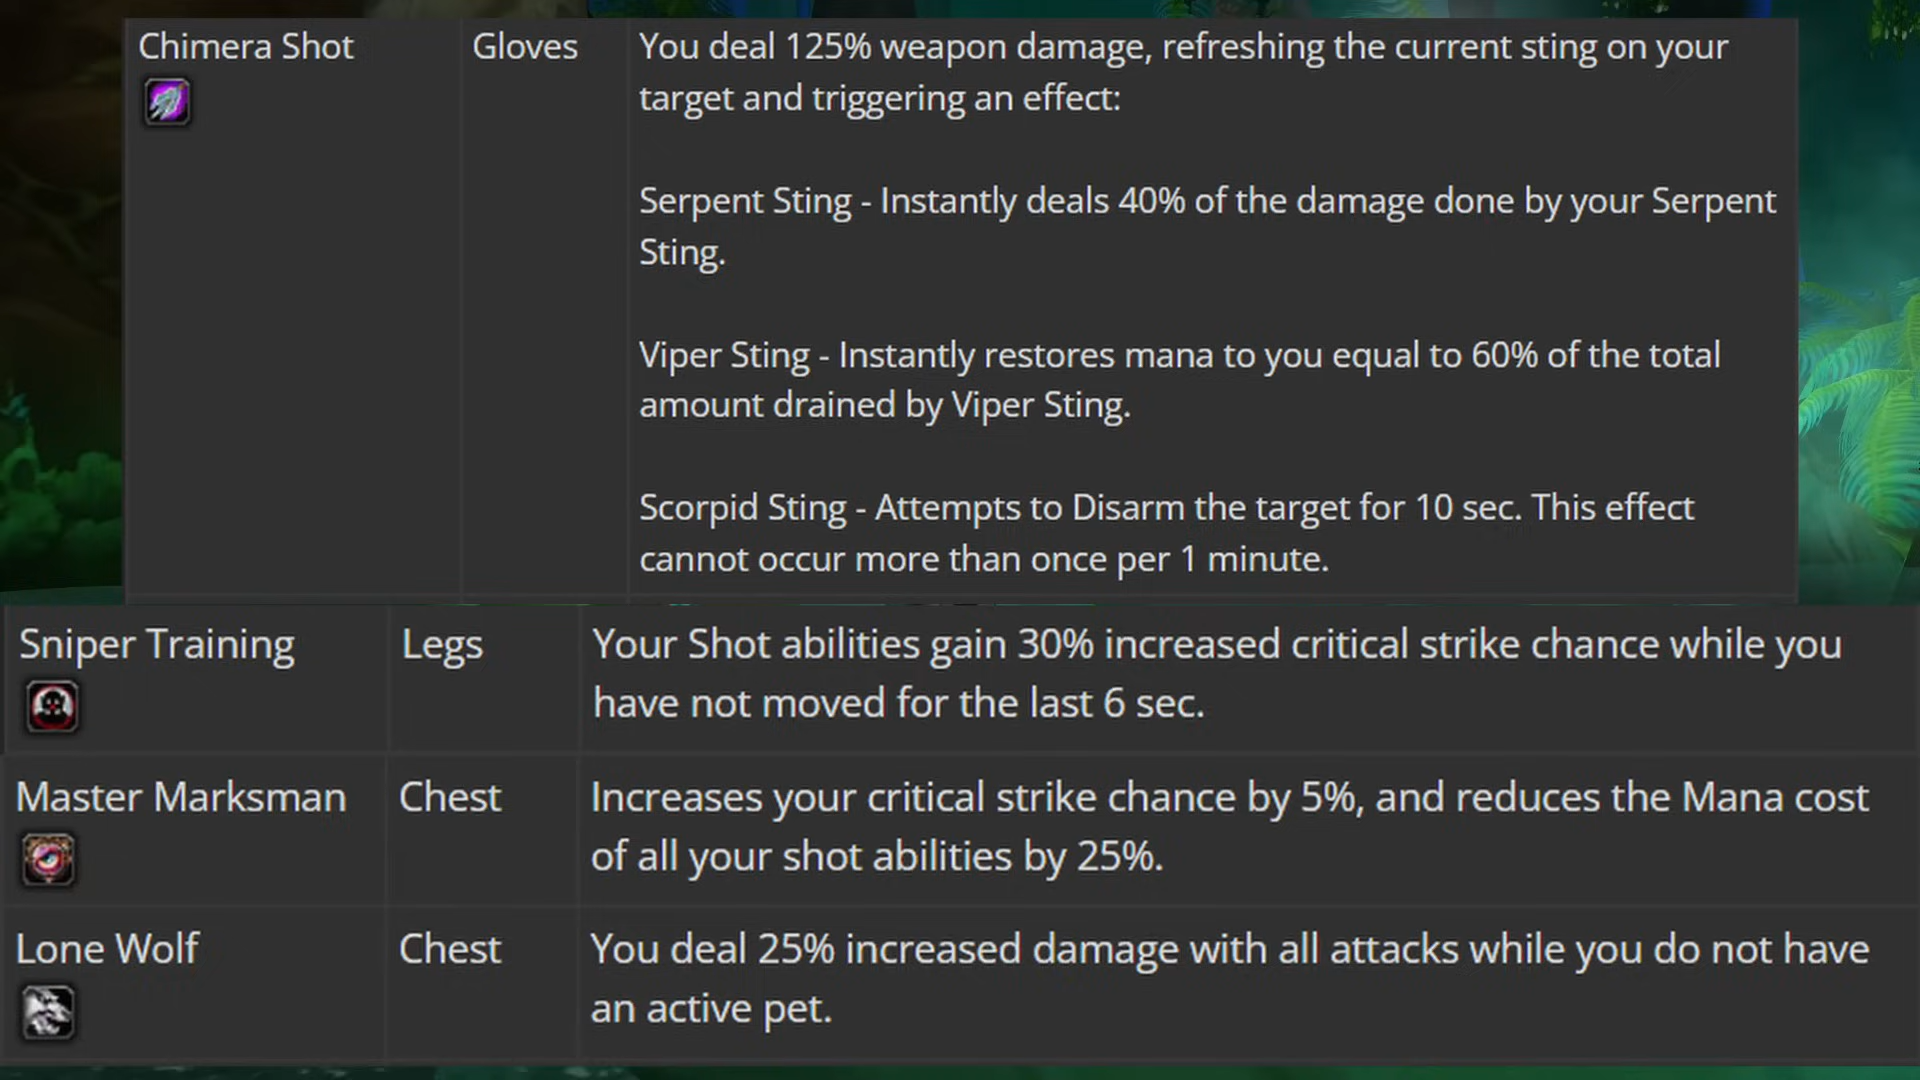 Chimera Shot
Gloves
You deal 125% weapon damage, refreshing the current sting on your
target and triggering an effect:
Serpent Sting - Instantly deals 40% of the damage done by your Serpent
Sting.
Viper Sting - Instantly restores mana to you equal to 60% of the total
amount drained by Viper Sting.
Scorpid Sting - Attempts to Disarm the target for 10 sec. This effect
cannot occur more than once per 1 minute.
Sniper Training
Legs
Your Shot abilities gain 30% increased critical strike chance while you
have not moved for the last 6 sec.
Master Marksman
Chest
Increases your critical strike chance by 5%, and reduces the Mana cost
of all your shot abilities by 25%.
Lone Wolf
Chest
You deal 25% increased damage with all attacks while you do not have
an active pet.